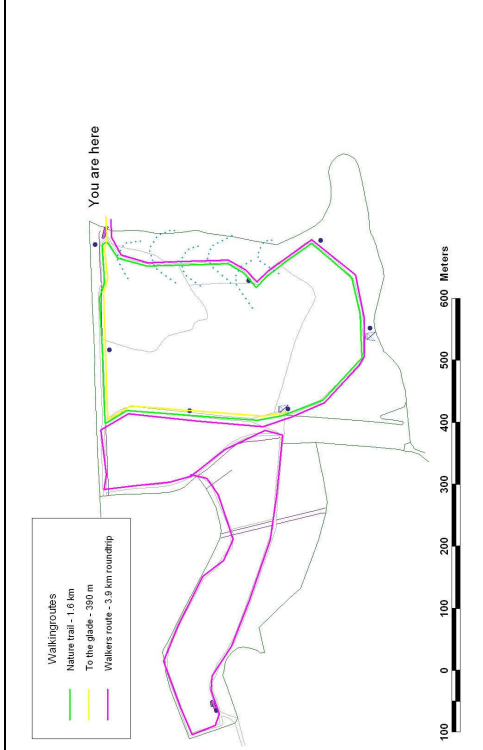 You are here
Walkingroutes
Nature trail - 1.6 km
To the glade - 390 m
Walkers route - 3.9 km roundtrip
100 0 100 200 300 400 500 600 Meters